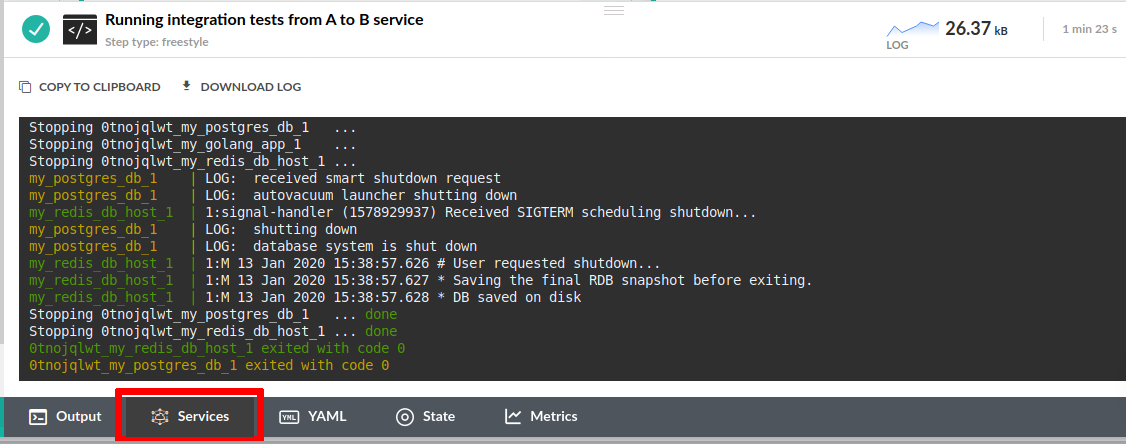 Running integration tests from A to B service
Step type: freestyle
LOG
26.37 kB
1 min 23 s
COPY TO CLIPBOARD DOWNLOAD LOG
Stopping 0tnojqlwt_my_postgres_db_1 ...
Stopping 0tnojqlwt_my_golang_app_1 ...
Stopping 0tnojqlwt_my_redis_db_host_1 ...
my_postgres_db_1 | LOG: received smart shutdown request
my_postgres_db_1 | LOG: autovacuum launcher shutting down
my_redis_db_host_1 | 1:signal-handler (1578929937) Received SIGTERM scheduling shutdown...
my_postgres_db_1 | LOG: shutting down
my_postgres_db_1 | LOG: database system is shut down
my_redis_db_host_1 | 1:M 13 Jan 2020 15:38:57.626 # User requested shutdown...
my_redis_db_host_1 | 1:M 13 Jan 2020 15:38:57.627 * Saving the final RDB snapshot before exiting.
my_redis_db_host_1 | 1:M 13 Jan 2020 15:38:57.628 * DB saved on disk
Stopping 0tnojqlwt_my_postgres_db_1 ... done
Stopping 0tnojqlwt_my_redis_db_host_1 ... done
0tnojqlwt_my_redis_db_host_1 exited with code 0
0tnojqlwt_my_postgres_db_1 exited with code 0
Output Services YML YAML State Metrics